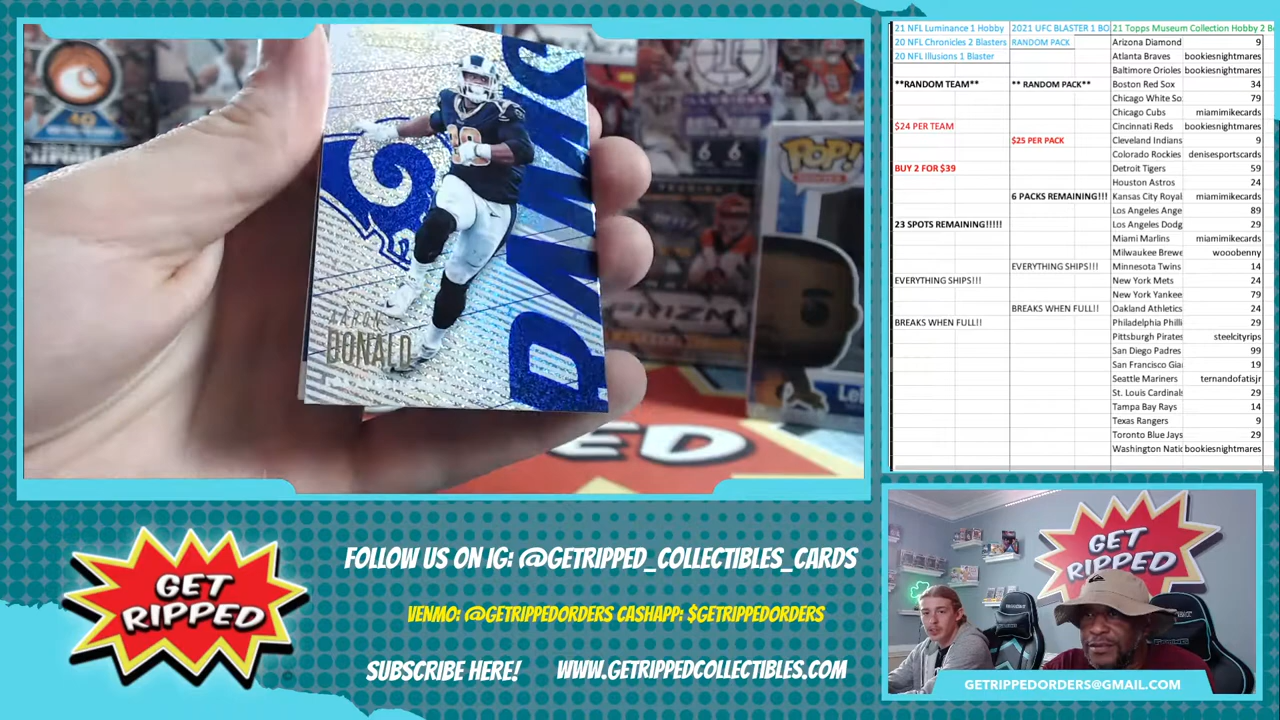 AARON
DONALD
RAMS
POP!
PRIZM
66
21 NFL Luminance 1 Hobby
20 NFL Chronicles 2 Blasters
20 NFL Illusions 1 Blaster
**RANDOM TEAM**
$24 PER TEAM
BUY 2 FOR $39
23 SPOTS REMAINING!!!!!
EVERYTHING SHIPS!!!
BREAKS WHEN FULL!!
2021 UFC BLASTER 1 BO
RANDOM PACK
** RANDOM PACK**
$25 PER PACK
6 PACKS REMAINING!!!
EVERYTHING SHIPS!!!
BREAKS WHEN FULL!!
21 Topps Museum Collection Hobby 2 B
Arizona Diamond 9
Atlanta Braves bookiesnightmares
Baltimore Orioles bookiesnightmares
Boston Red Sox 34
Chicago White So 79
Chicago Cubs miamimikecards
Cincinnati Reds bookiesnightmares
Cleveland Indians 9
Colorado Rockies denisesportscards
Detroit Tigers 59
Houston Astros 24
Kansas City Royal miamimikecards
Los Angeles Ange 89
Los Angeles Dodg 29
Miami Marlins miamimikecards
Milwaukee Brewe wooobenny
Minnesota Twins 14
New York Mets 24
New York Yankee 79
Oakland Athletics 24
Philadelphia Philli 29
Pittsburgh Pirates steelcityrips
San Diego Padres 99
San Francisco Gia 19
Seattle Mariners ternandofatisjr
St. Louis Cardinals 29
Tampa Bay Rays 14
Texas Rangers 9
Toronto Blue Jays 29
Washington Natic bookiesnightmares
GET
RIPPED
FOLLOW US ON IG: @GETRIPPED_COLLECTIBLES_CARDS
VENMO: @GETRIPPEDORDERS CASHAPP: $GETRIPPEDORDERS
SUBSCRIBE HERE! WWW.GETRIPPEDCOLLECTIBLES.COM
GET
RIPPED
GETRIPPEDORDERS@GMAIL.COM